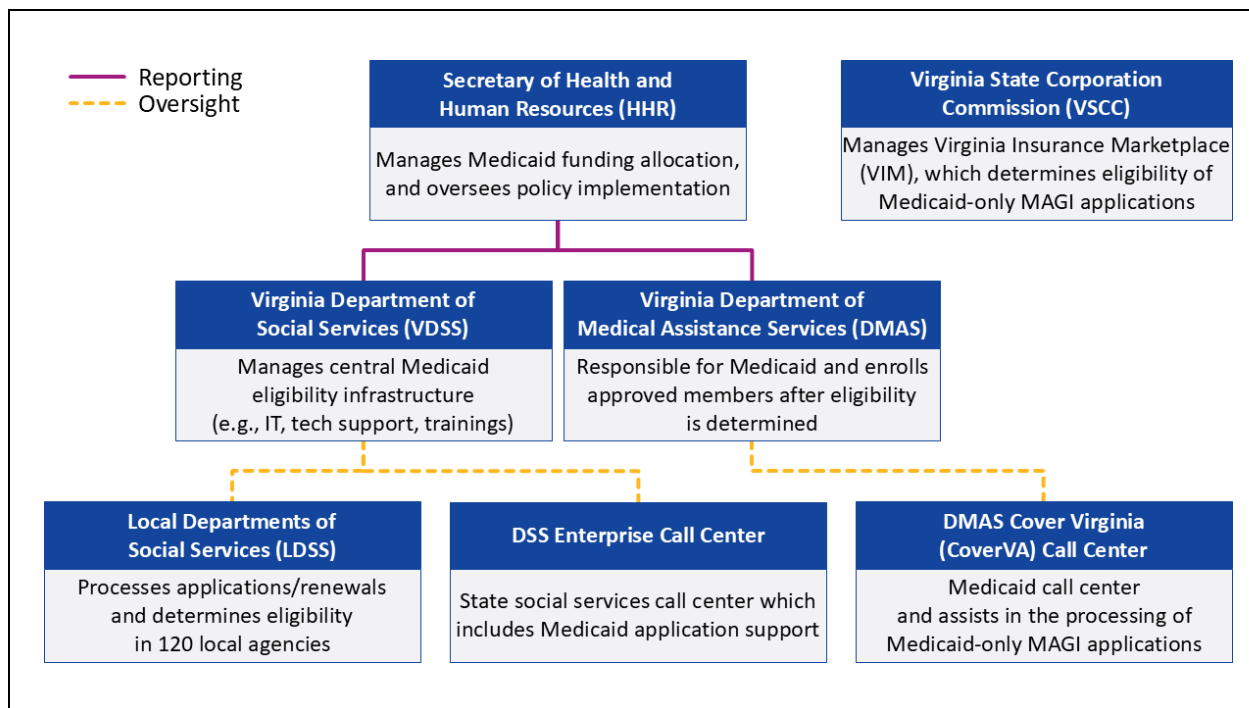 Reporting
Oversight
Secretary of Health and
Human Resources (HHR)
Manages Medicaid funding allocation,
and oversees policy implementation
Virginia State Corporation
Commission (VSCC)
Manages Virginia Insurance Marketplace
(VIM), which determines eligibility of
Medicaid-only MAGI applications
Virginia Department of
Social Services (VDSS)
Manages central Medicaid
eligibility infrastructure
(e.g., IT, tech support, trainings)
Virginia Department of
Medical Assistance Services (DMAS)
Responsible for Medicaid and enrolls
approved members after eligibility
is determined
Local Departments of
Social Services (LDSS)
Processes applications/renewals
and determines eligibility
in 120 local agencies
DSS Enterprise Call Center
State social services call center which
includes Medicaid application support
DMAS Cover Virginia
(CoverVA) Call Center
Medicaid call center
and assists in the processing of
Medicaid-only MAGI applications